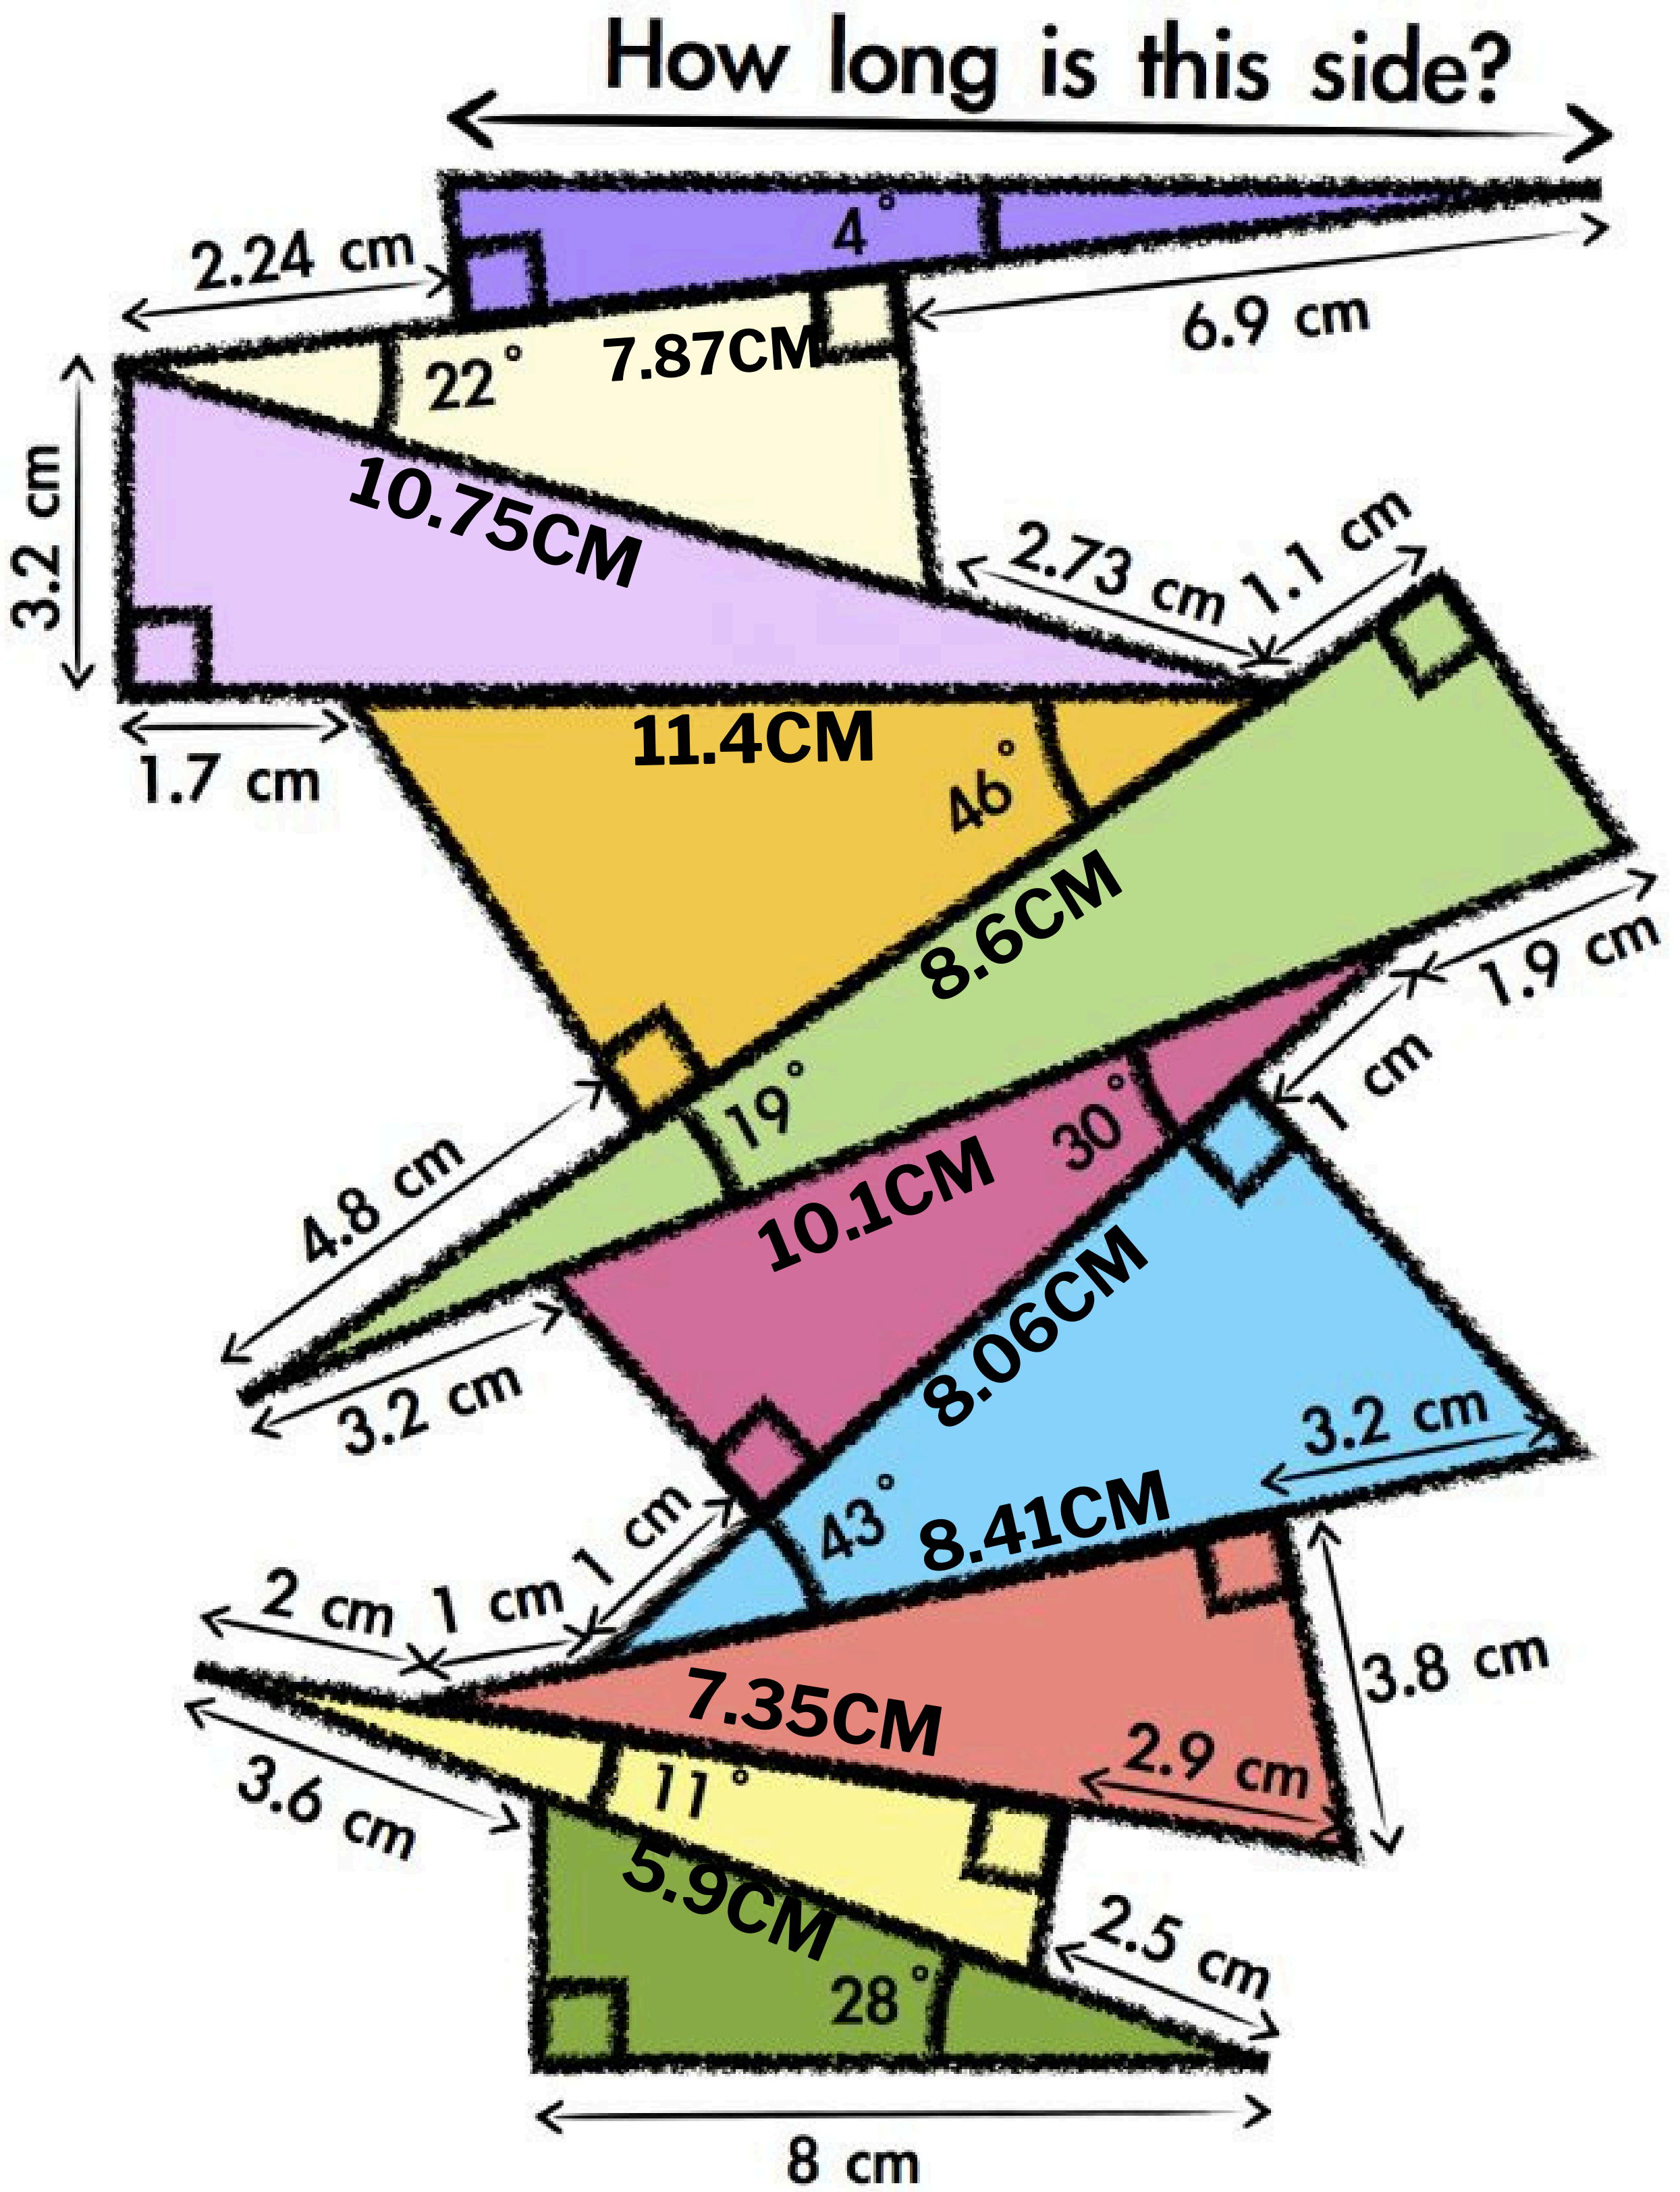 How long is this side?
4°
2.24 cm
6.9 cm
7.87CM
22°
10.75CM
3.2 cm
2.73 cm
1.1 cm
11.4CM
1.7 cm
46°
8.6CM
1.9 cm
19°
30°
1 cm
4.8 cm
10.1CM
8.06CM
3.2 cm
3.2 cm
43°
8.41CM
1 cm
2 cm
1 cm
3.8 cm
7.35CM
2.9 cm
11°
3.6 cm
5.9CM
2.5 cm
28°
8 cm